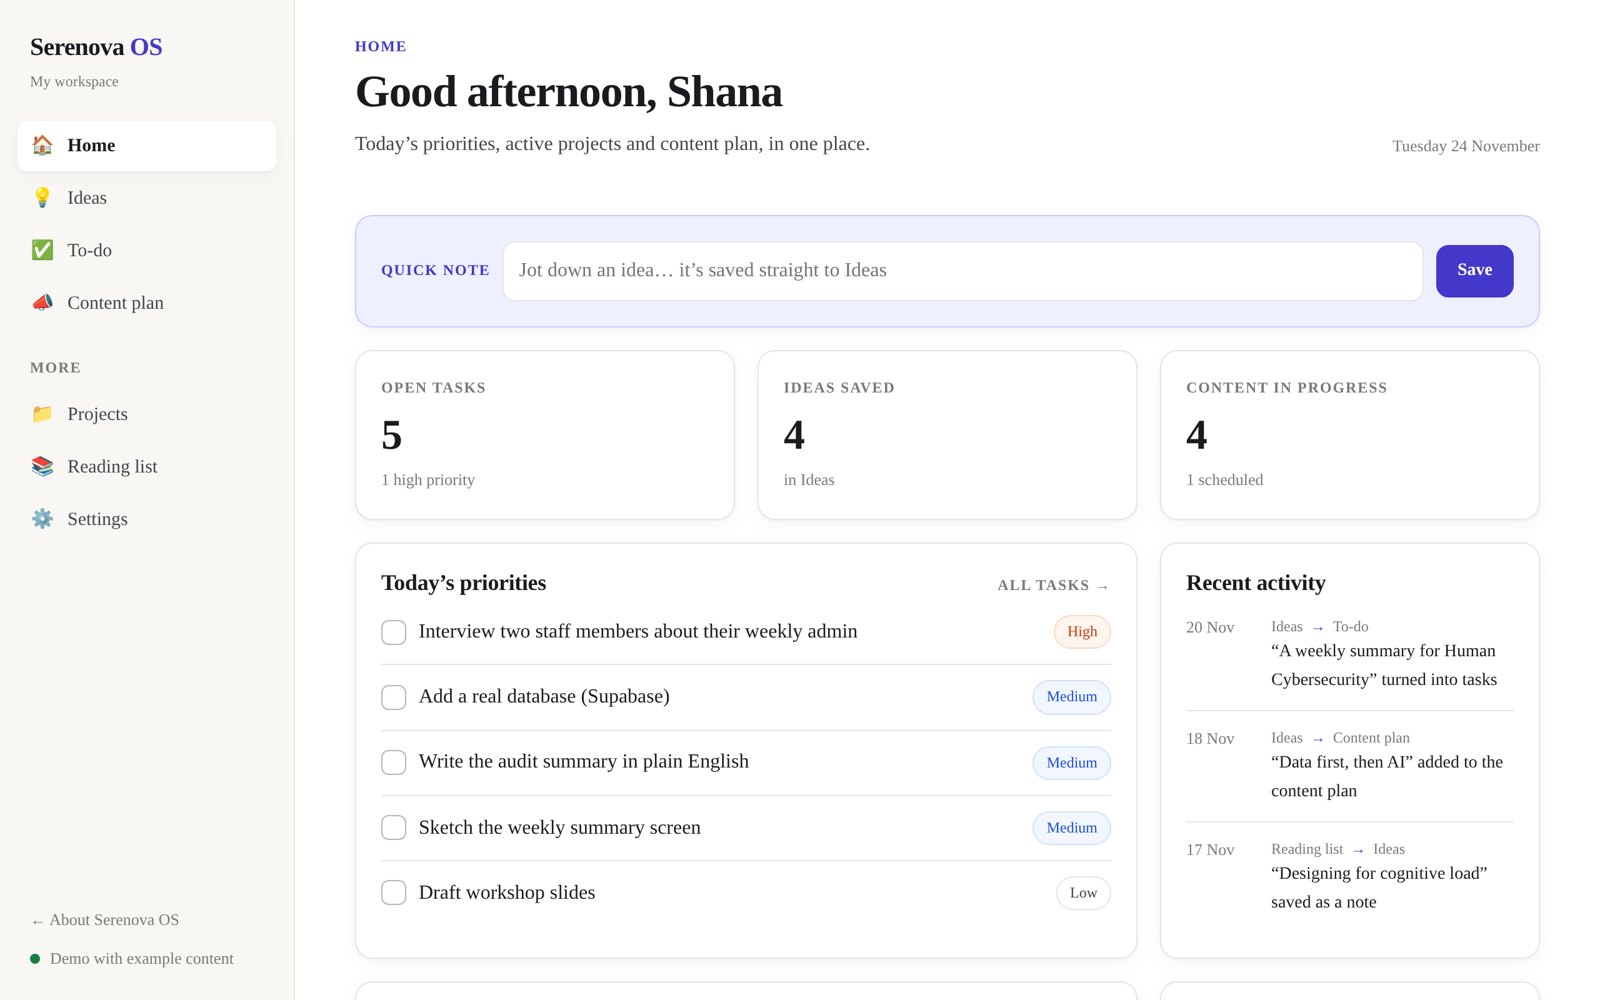 Serenova OS
My workspace
Home
Ideas
To-do
Content plan
MORE
Projects
Reading list
Settings
← About Serenova OS
Demo with example content
HOME
Good afternoon, Shana
Today’s priorities, active projects and content plan, in one place.
Tuesday 24 November
QUICK NOTE
Jot down an idea… it’s saved straight to Ideas
Save
OPEN TASKS
5
1 high priority
IDEAS SAVED
4
in Ideas
CONTENT IN PROGRESS
4
1 scheduled
Today’s priorities
ALL TASKS →
Interview two staff members about their weekly admin
High
Add a real database (Supabase)
Medium
Write the audit summary in plain English
Medium
Sketch the weekly summary screen
Medium
Draft workshop slides
Low
Recent activity
20 Nov
Ideas → To-do
“A weekly summary for Human
Cybersecurity” turned into tasks
18 Nov
Ideas → Content plan
“Data first, then AI” added to the
content plan
17 Nov
Reading list → Ideas
“Designing for cognitive load”
saved as a note